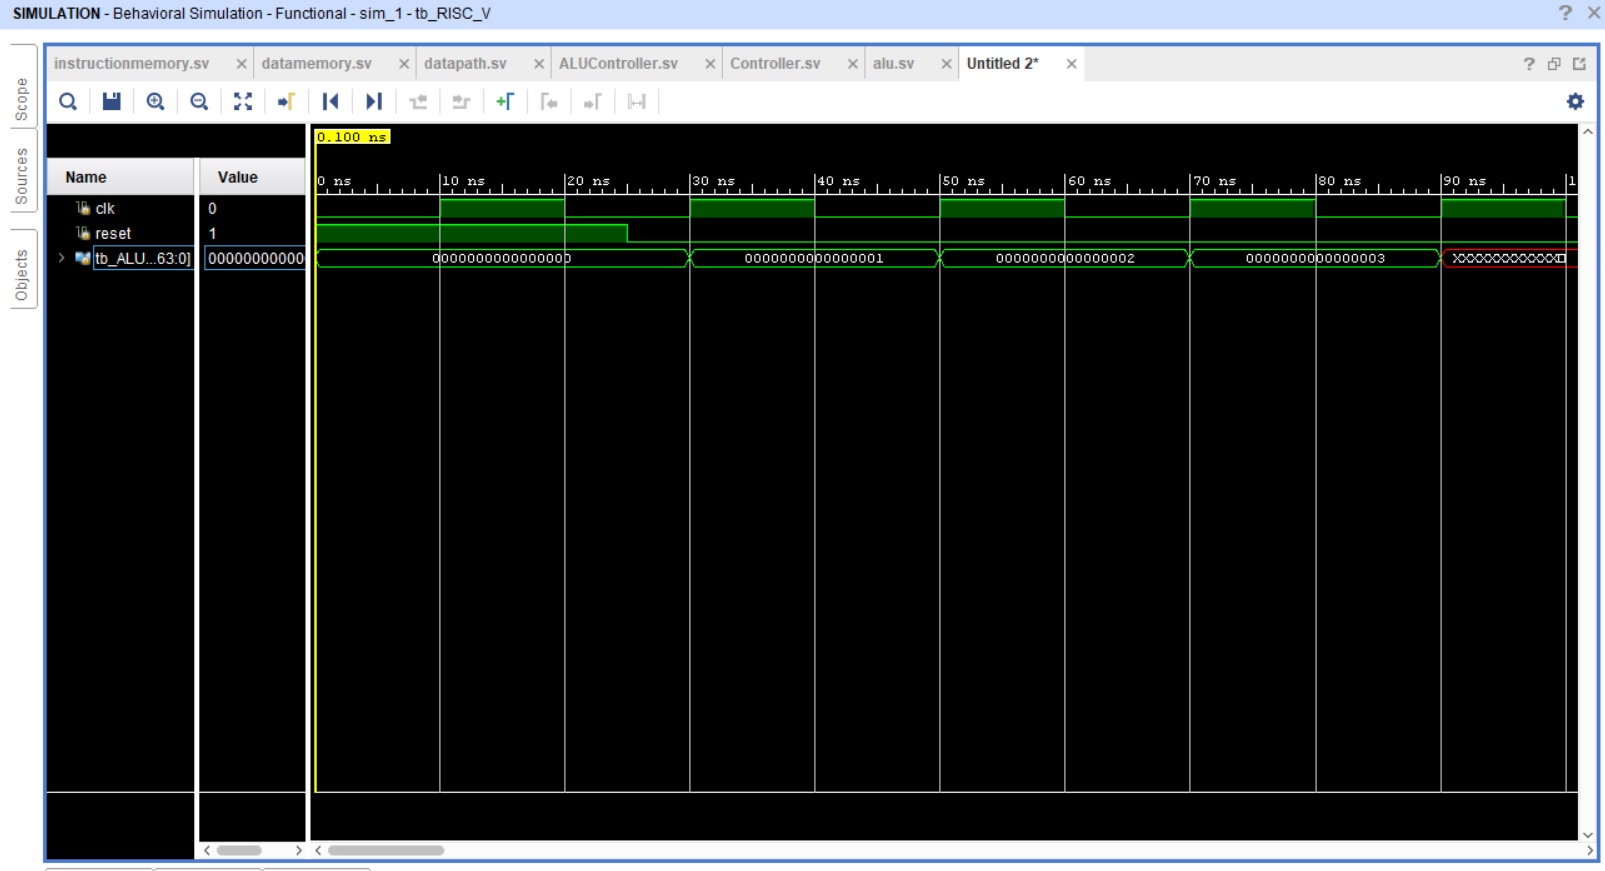 SIMULATION - Behavioral Simulation - Functional - sim_1 - tb_RISC_V
instructionmemory.sv datamemory.sv datapath.sv ALUController.sv Controller.sv alu.sv Untitled 2*
Scope
Sources
Objects
0.100 ns
Name Value
0 ns 10 ns 20 ns 30 ns 40 ns 50 ns 60 ns 70 ns 80 ns 90 ns 1
clk 0
reset 1
tb_ALU...63:0] 00000000000 0000000000000000 0000000000000001 0000000000000002 0000000000000003